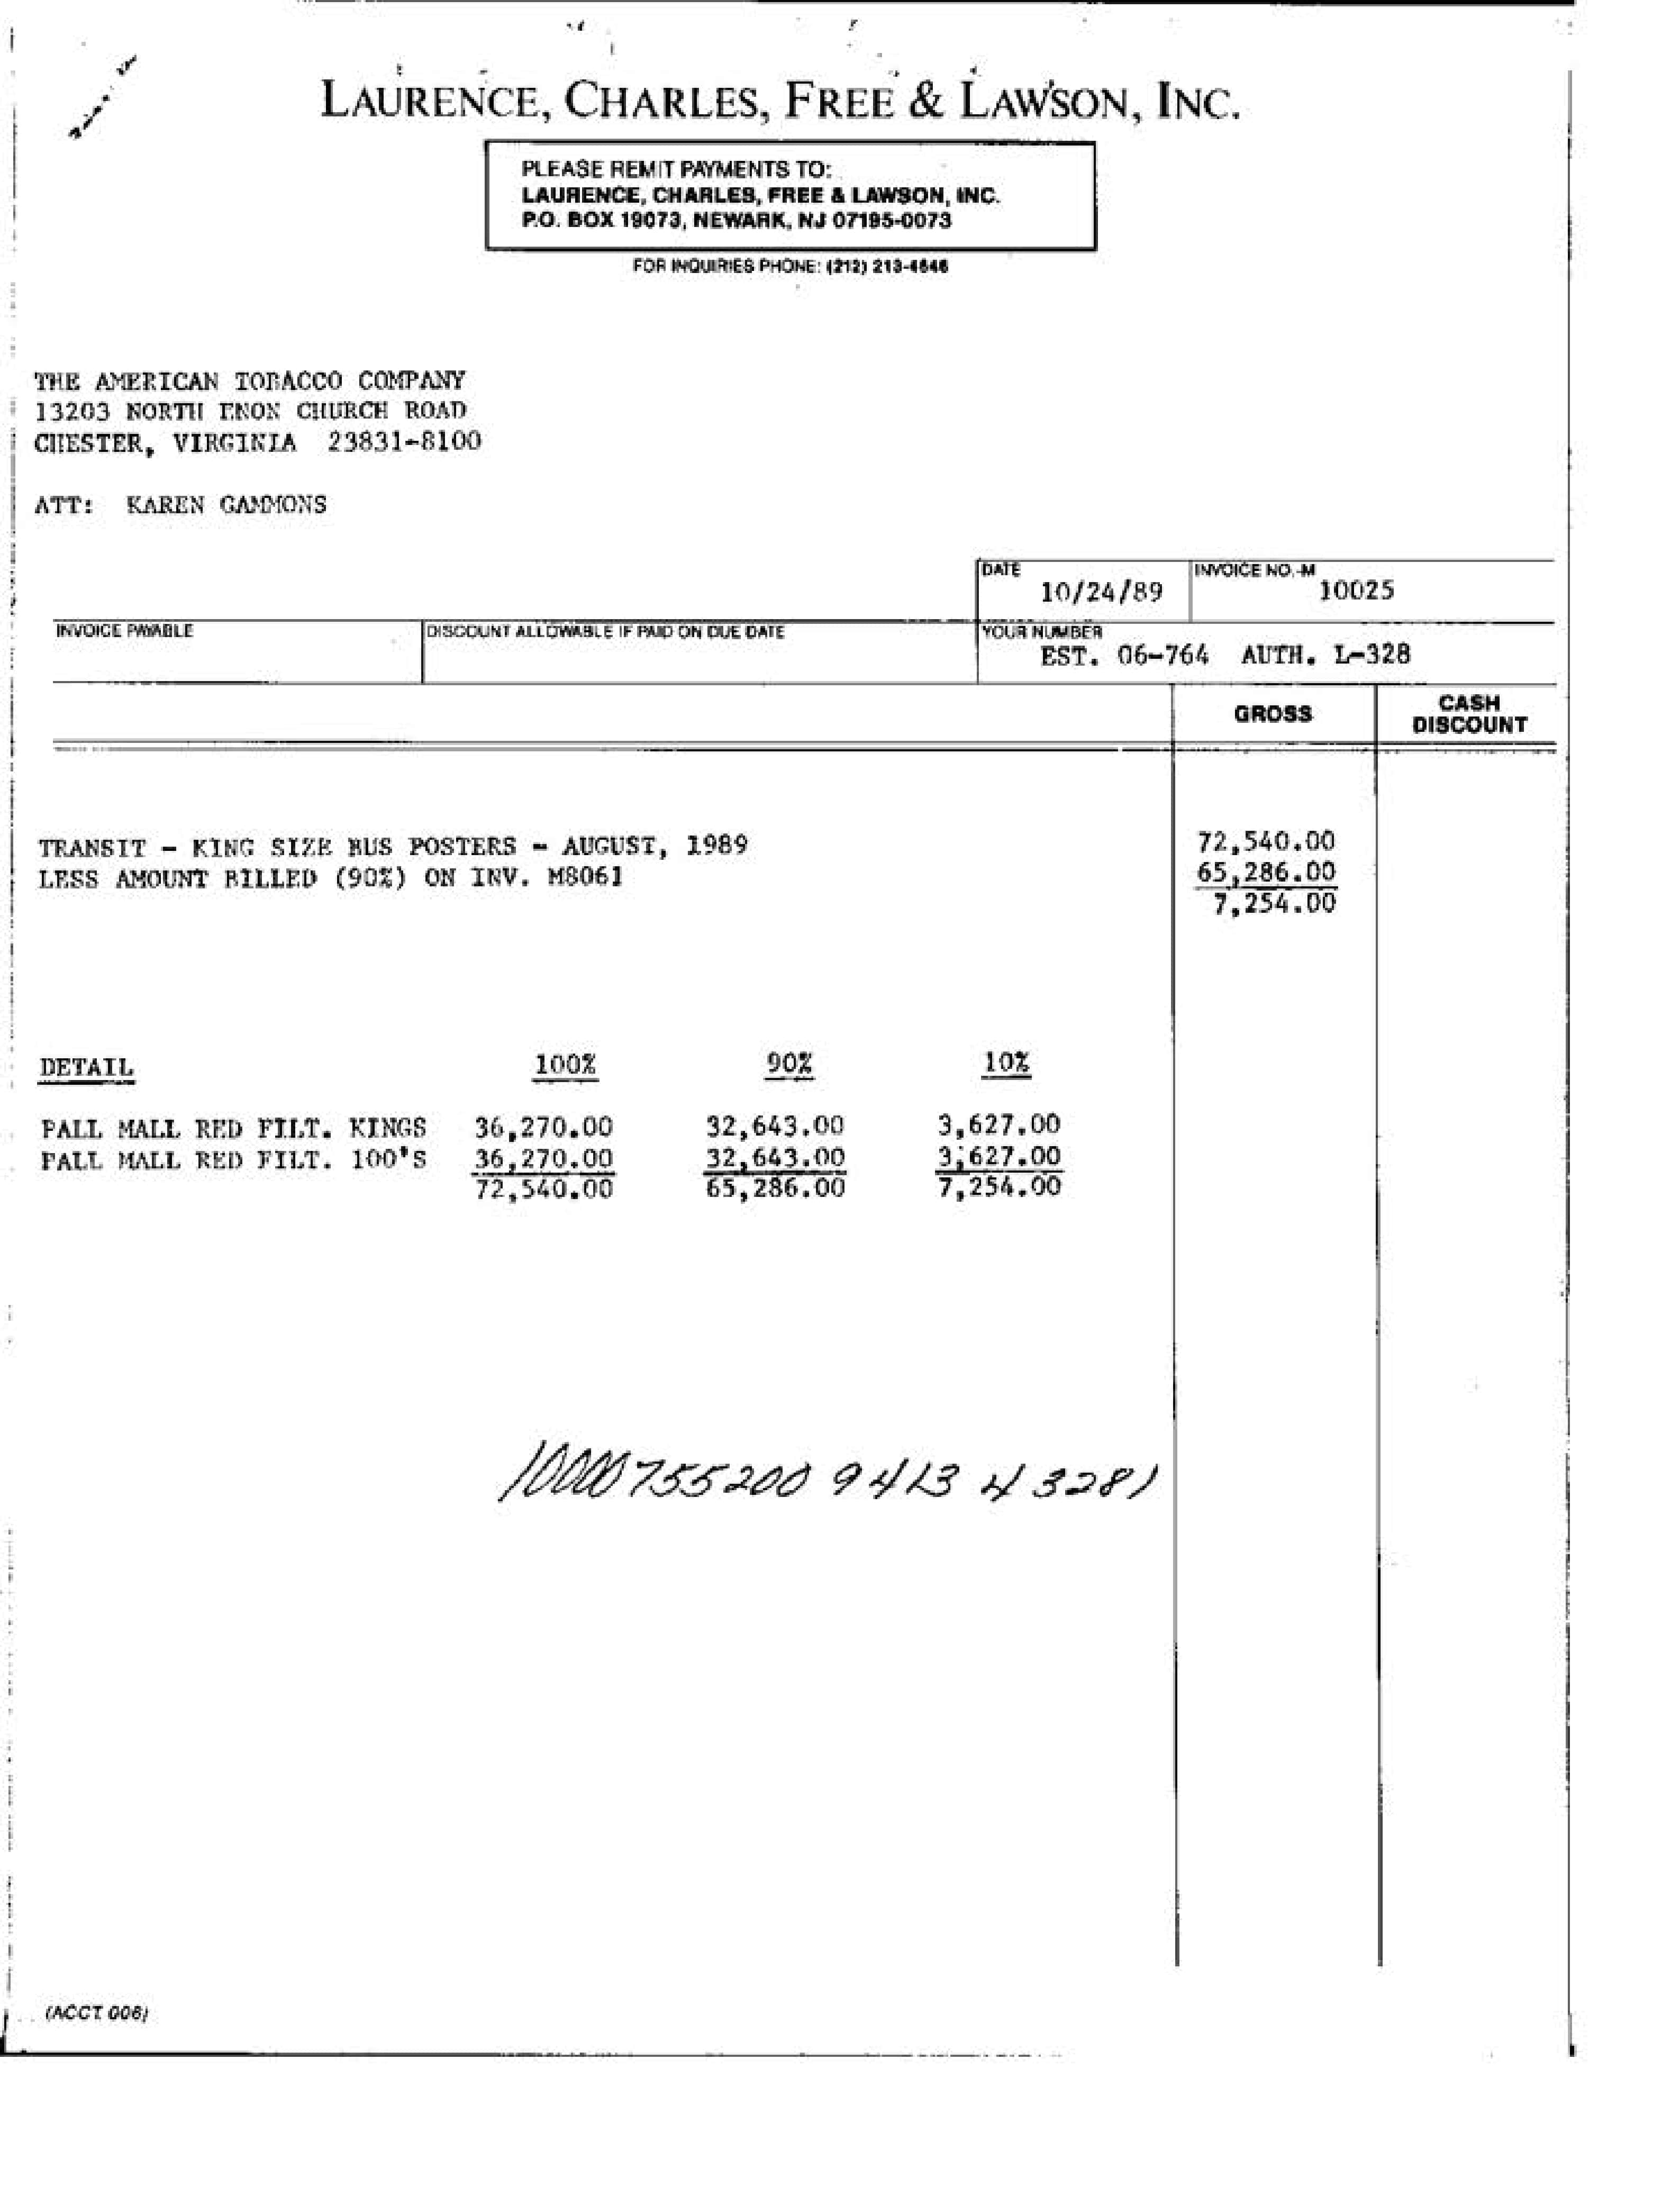 LAURENCE, CHARLES, FREE & LAWSON, INC.
PLEASE REMIT PAYMENTS TO:
LAURENCE, CHARLES, FREE & LAWSON, INC.
P.O. BOX 19073, NEWARK, NJ 07195-0073
FOR INQUIRIES PHONE: (212) 213-4646
THE AMERICAN TOBACCO COMPANY
13203 NORTH ENON CHURCH ROAD
CHESTER, VIRGINIA 23831-8100
ATT: KAREN GAMMONS
DATE INVOICE NO.-M
10/24/89 10025
INVOICE PAYABLE DISCOUNT ALLOWABLE IF PAID ON DUE DATE YOUR NUMBER
EST. 06-764 AUTH. L-328
GROSS CASH DISCOUNT
TRANSIT - KING SIZE BUS POSTERS - AUGUST, 1989 72,540.00
LESS AMOUNT BILLED (90%) ON INV. M8061 65,286.00
7,254.00
DETAIL 100% 90% 10%
PALL MALL RED FILT. KINGS 36,270.00 32,643.00 3,627.00
PALL MALL RED FILT. 100'S 36,270.00 32,643.00 3,627.00
72,540.00 65,286.00 7,254.00
10000755200 9413 4 3281
(ACCT 006)